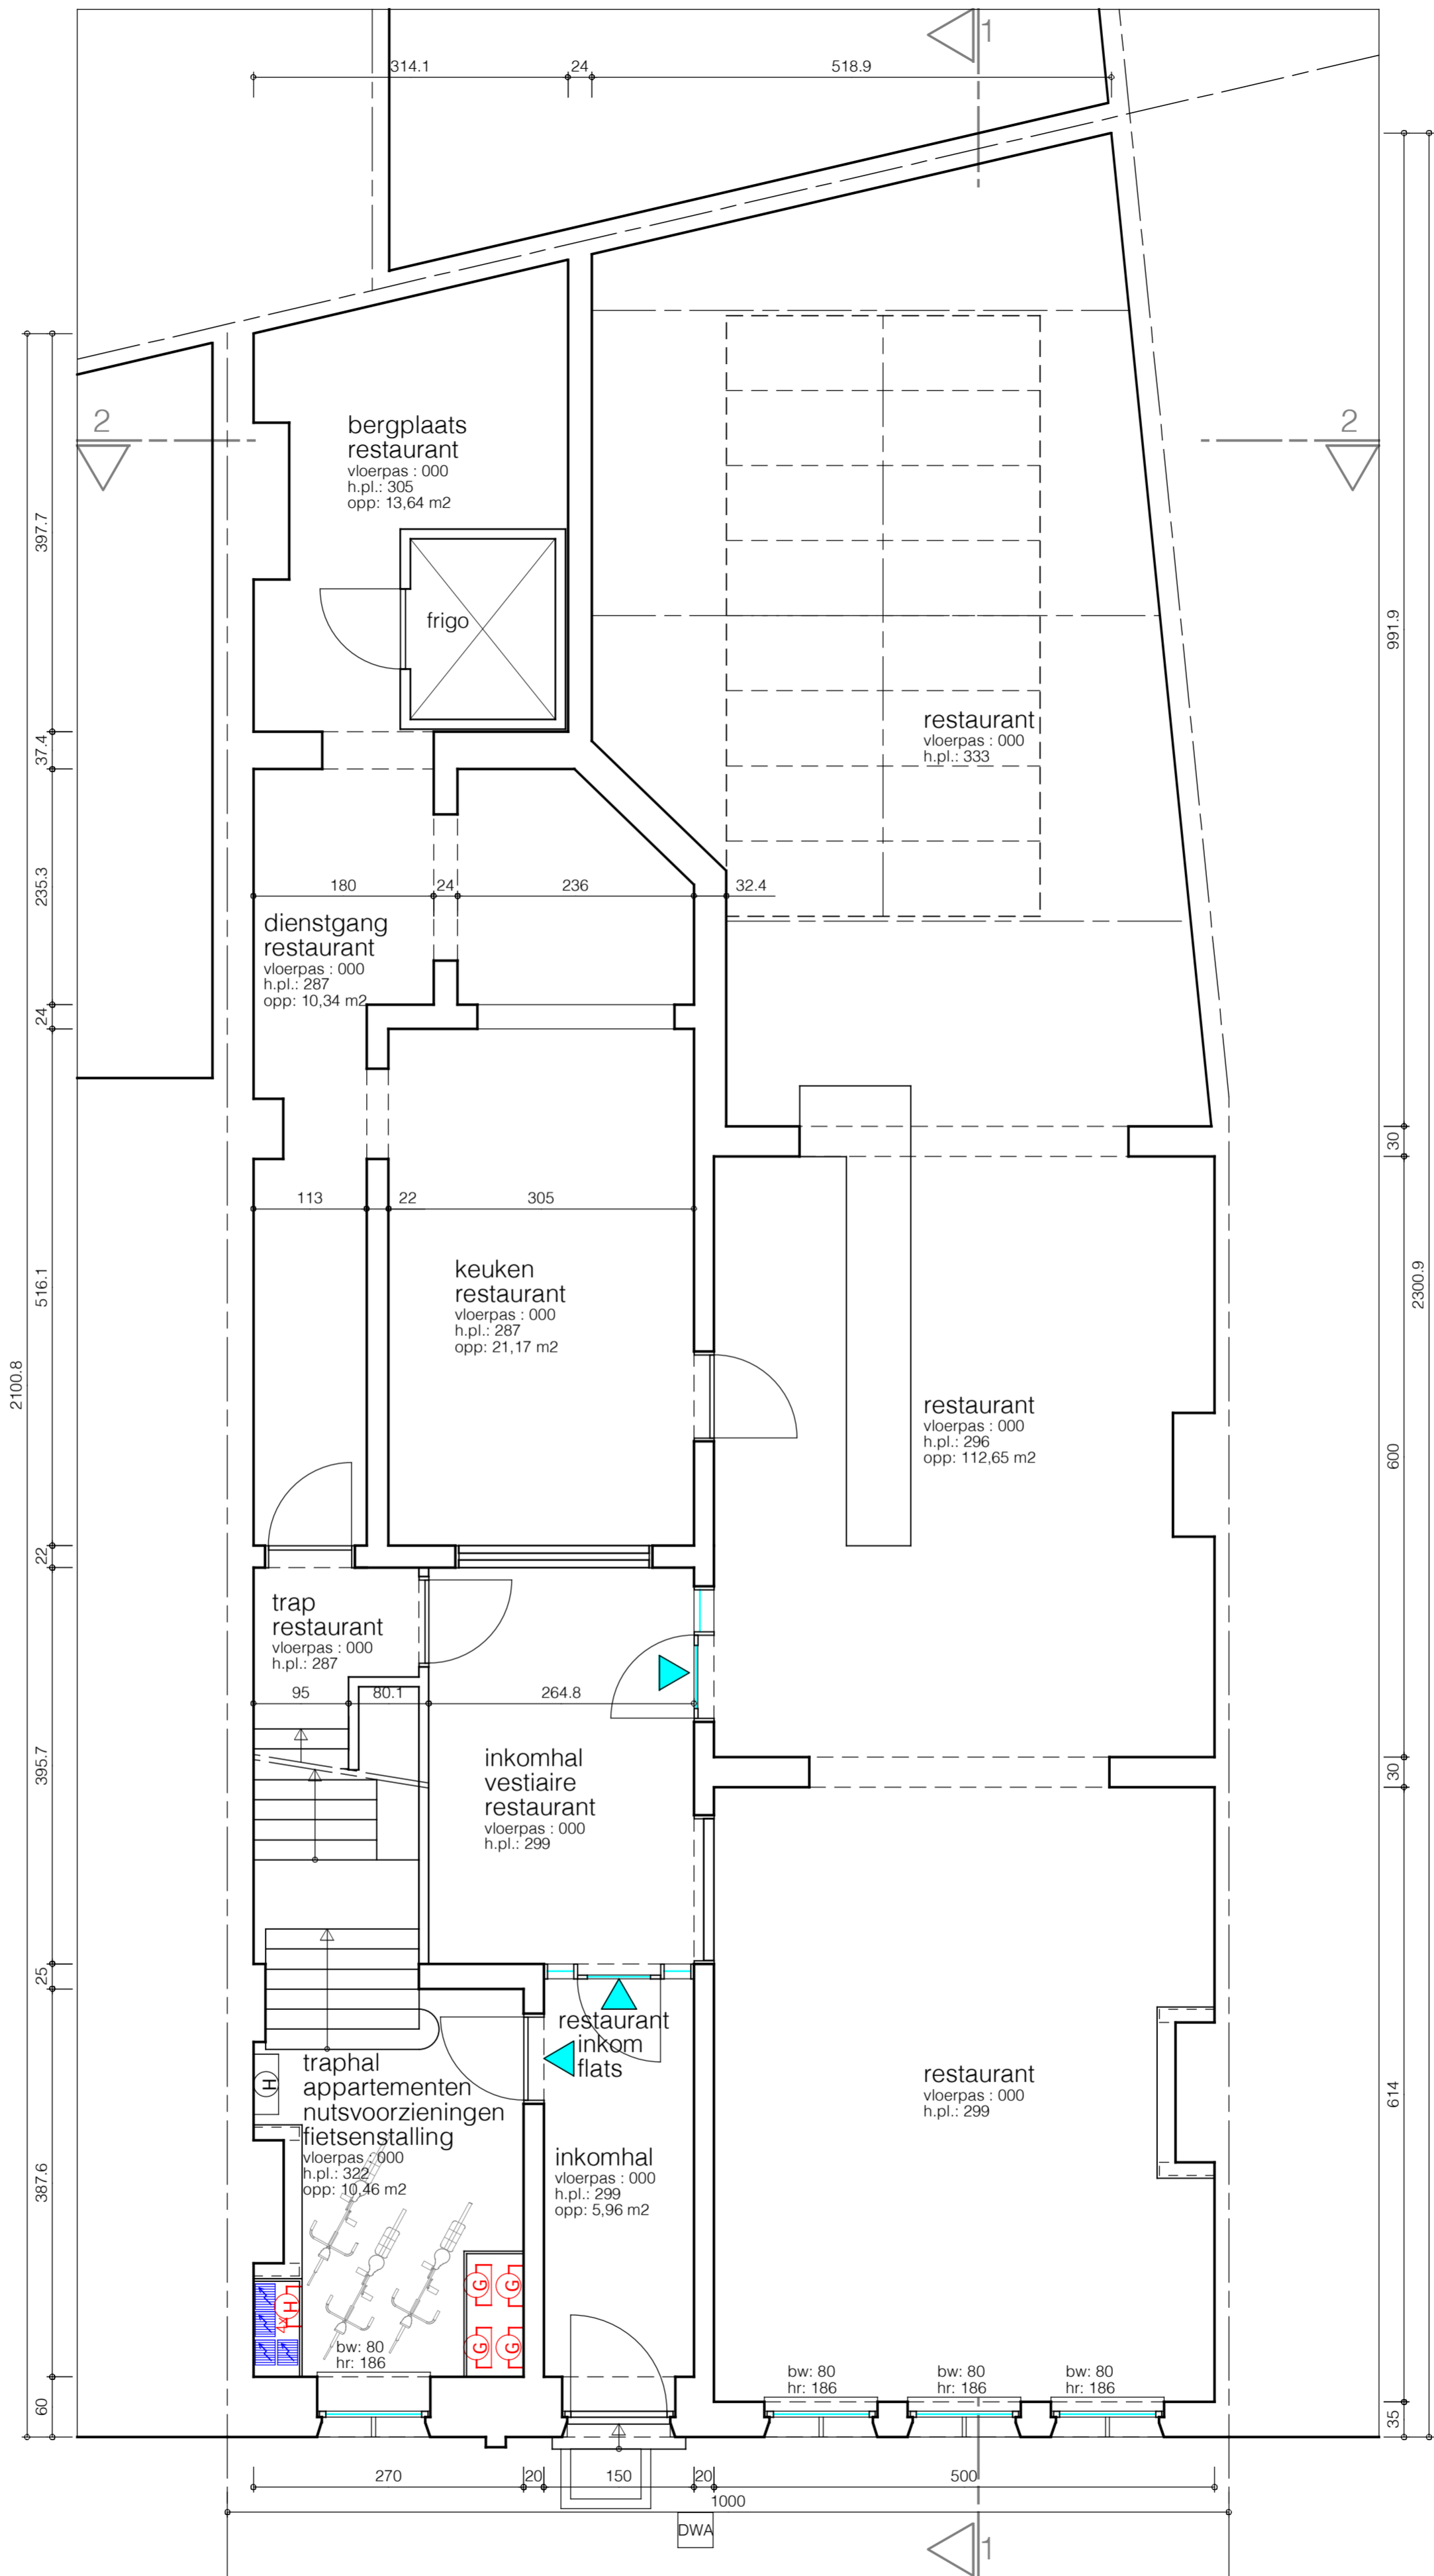 1
314.1
24
518.9
2
2
bergplaats
restaurant
vloerpas : 000
h.pl.: 305
opp: 13,64 m2
397.7
frigo
991.9
restaurant
vloerpas : 000
h.pl.: 333
37.4
235.3
180
24
236
32.4
dienstgang
restaurant
vloerpas : 000
h.pl.: 287
opp: 10,34 m2
24
30
113
22
305
516.1
keuken
restaurant
vloerpas : 000
h.pl.: 287
opp: 21,17 m2
2300.9
2100.8
restaurant
vloerpas : 000
h.pl.: 296
opp: 112,65 m2
600
22
trap
restaurant
vloerpas : 000
h.pl.: 287
95
80.1
264.8
395.7
inkomhal
vestiaire
restaurant
vloerpas : 000
h.pl.: 299
30
25
restaurant
inkom
flats
traphal
appartementen
nutsvoorzieningen
fietsenstalling
vloerpas : 000
h.pl.: 322
opp: 10,46 m2
H
restaurant
vloerpas : 000
h.pl.: 299
614
387.6
inkomhal
vloerpas : 000
h.pl.: 299
opp: 5,96 m2
G
G
H
4x
G
G
bw: 80
hr: 186
bw: 80
hr: 186
bw: 80
hr: 186
bw: 80
hr: 186
60
35
270
20
150
20
500
1000
DWA
1